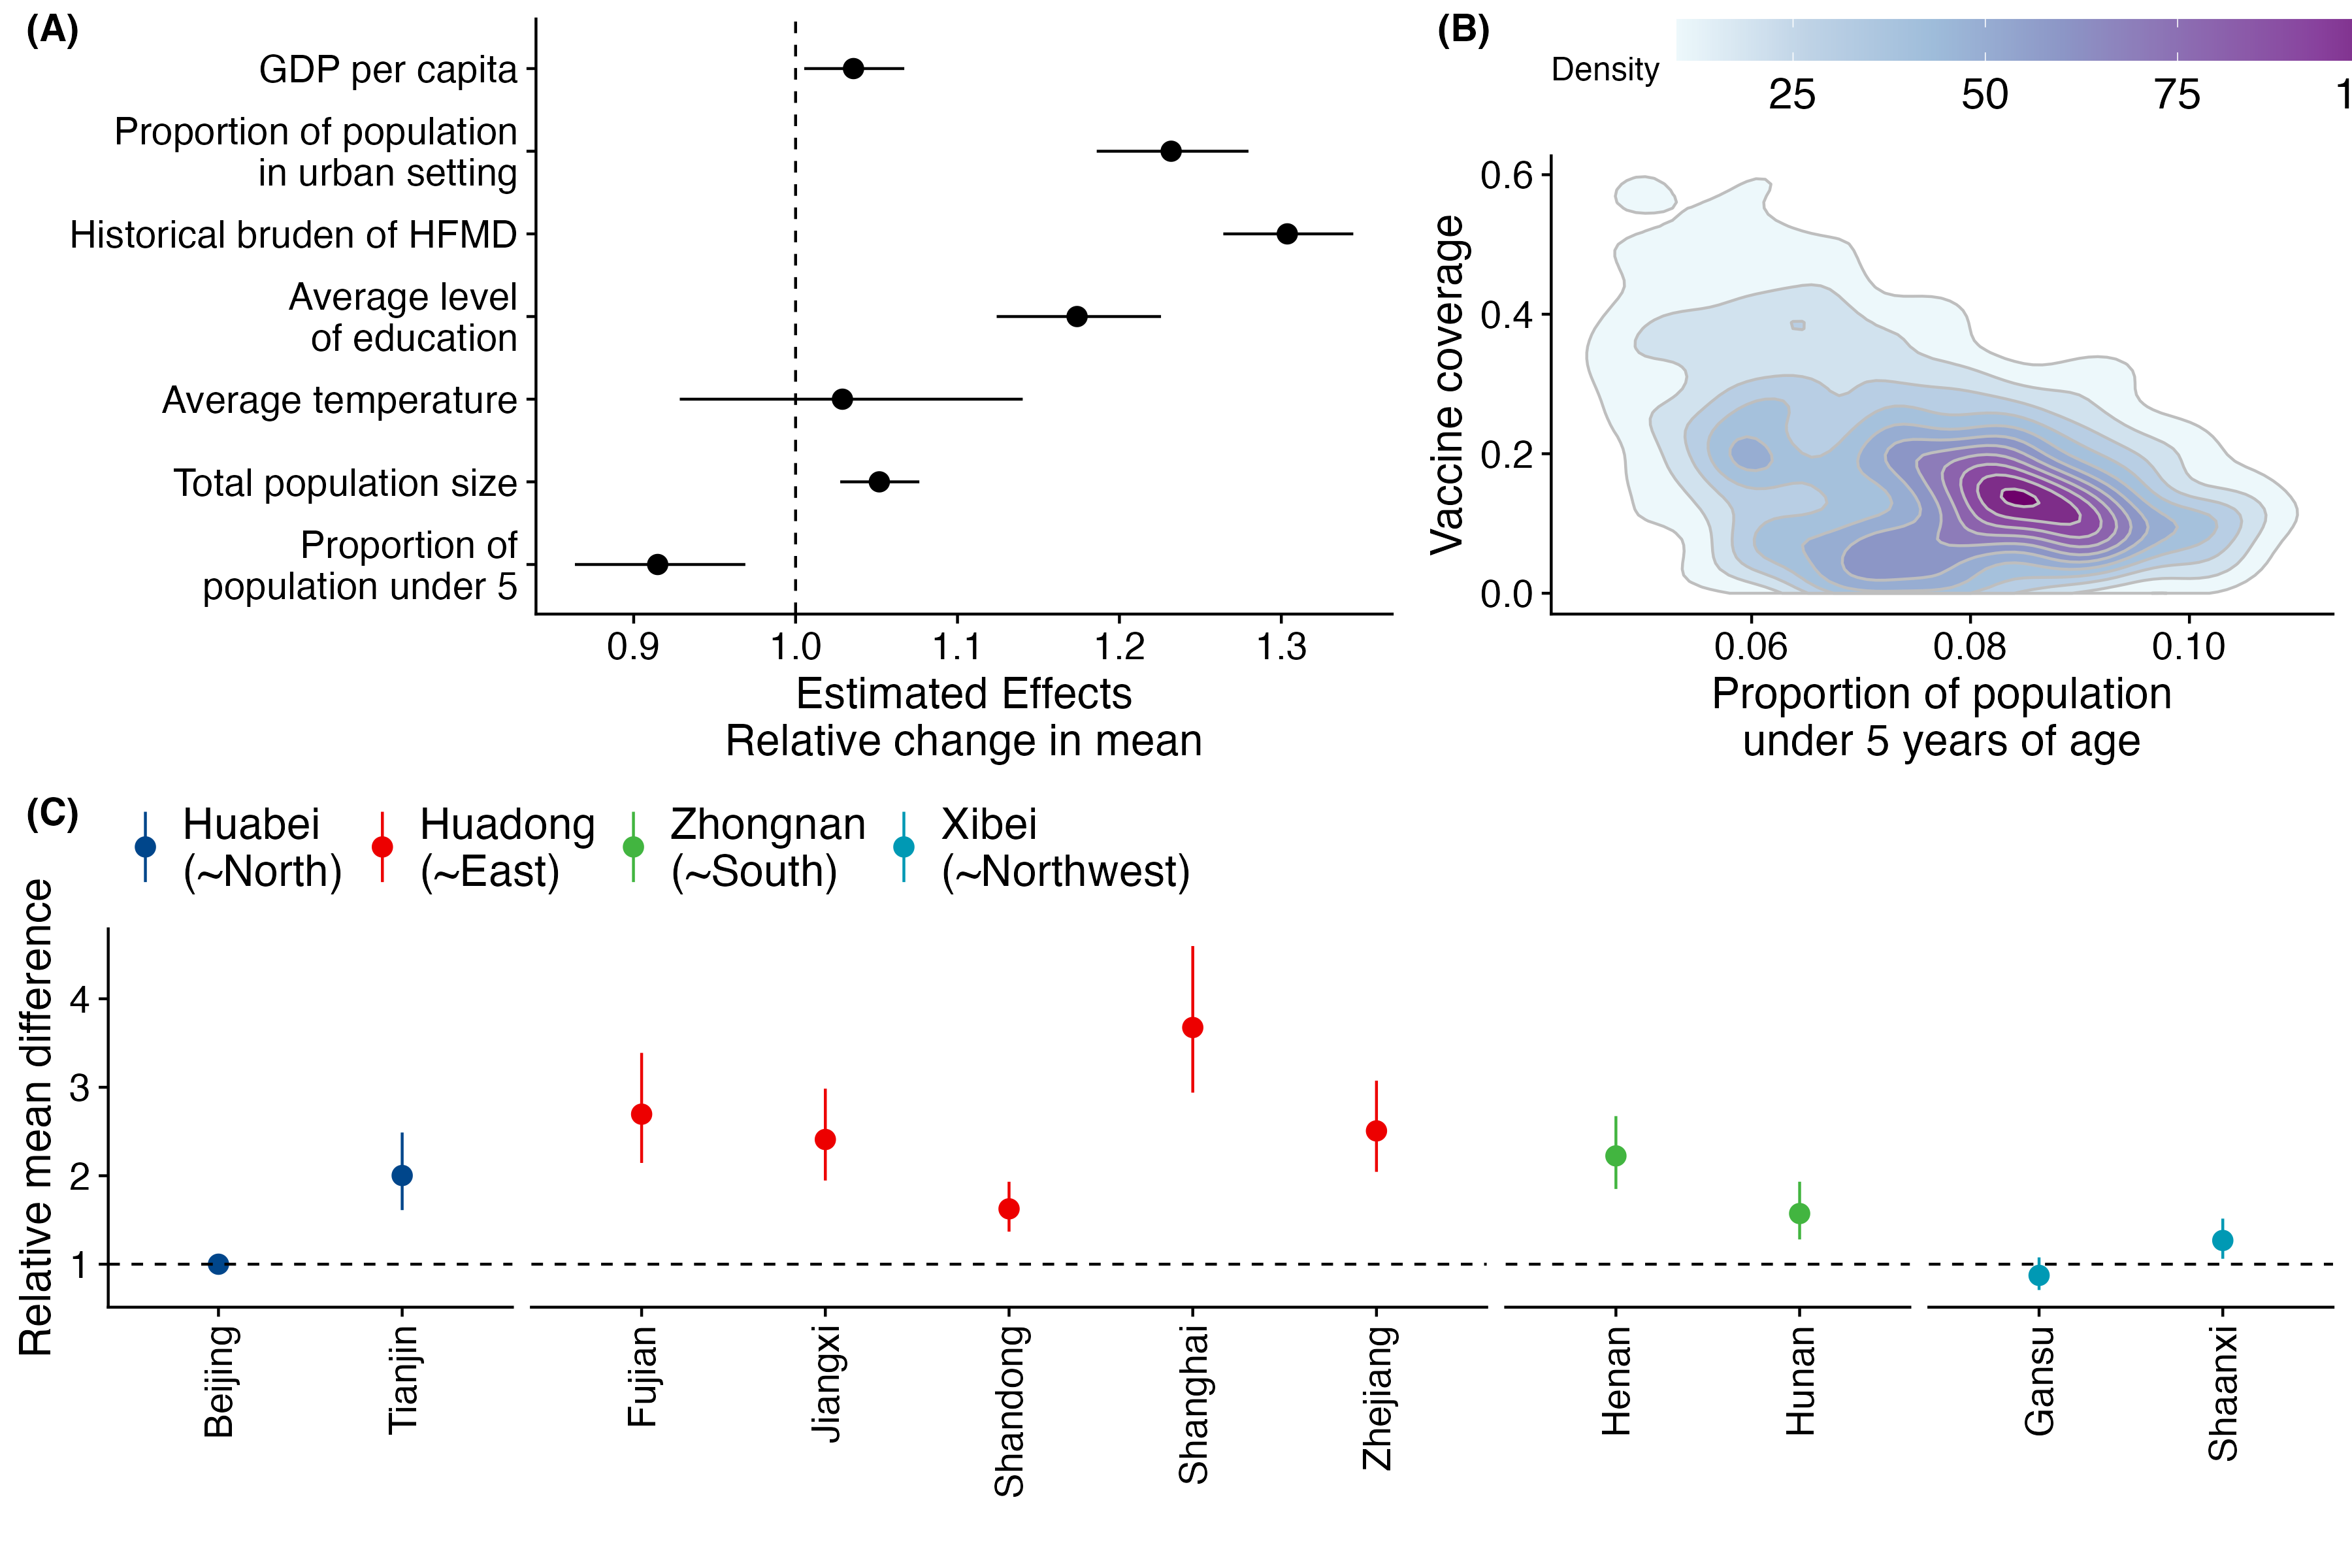 (A)
GDP per capita
Proportion of population
in urban setting
Historical bruden of HFMD
Average level
of education
Average temperature
Total population size
Proportion of
population under 5
0.9 1.0 1.1 1.2 1.3
Estimated Effects
Relative change in mean
(B)
Density
25 50 75 1
Vaccine coverage
0.6
0.4
0.2
0.0
0.06 0.08 0.10
Proportion of population
under 5 years of age
(C)
Huabei
(~North)
Huadong
(~East)
Zhongnan
(~South)
Xibei
(~Northwest)
Relative mean difference
4
3
2
1
Beijing
Tianjin
Fujian
Jiangxi
Shandong
Shanghai
Zhejiang
Henan
Hunan
Gansu
Shaanxi